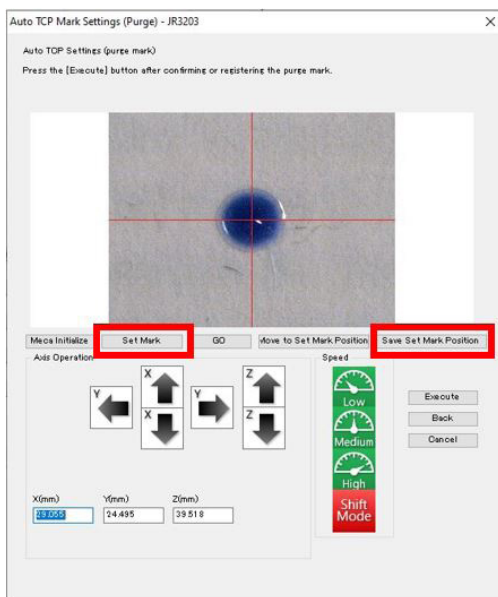 Auto TCP Mark Settings (Purge) - JR3203
Auto TCP Settings (purge mark)
Press the [Execute] button after confirming or registering the purge mark.
Meca Initialize Set Mark GO Move to Set Mark Position Save Set Mark Position
Axis Operation Speed
X Z
Y Y
X Z
Low
Medium
High
Shift
Mode
Execute
Back
Cancel
X(mm) Y(mm) Z(mm)
29.055 24.495 39.518